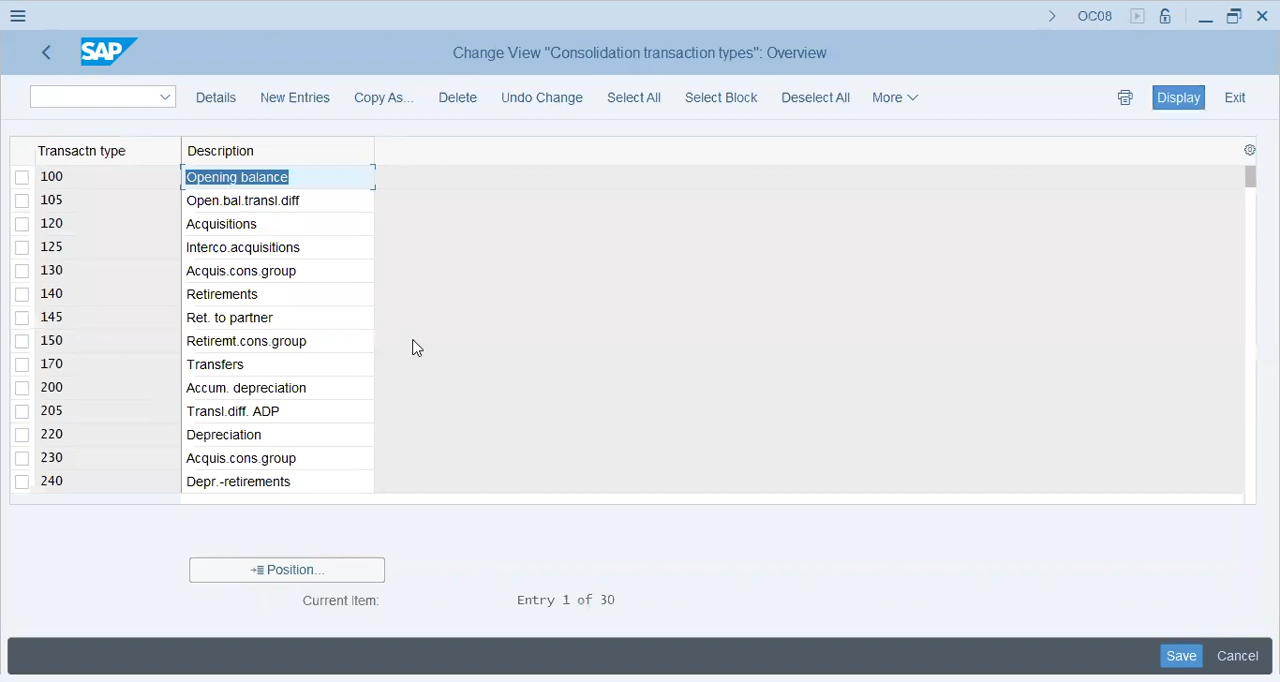 OC08
SAP
Change View "Consolidation transaction types": Overview
Details New Entries Copy As... Delete Undo Change Select All Select Block Deselect All More Display Exit
Transactn type Description
100 Opening balance
105 Open.bal.transl.diff
120 Acquisitions
125 Interco.acquisitions
130 Acquis.cons.group
140 Retirements
145 Ret. to partner
150 Retiremt.cons.group
170 Transfers
200 Accum. depreciation
205 Transl.diff. ADP
220 Depreciation
230 Acquis.cons.group
240 Depr.-retirements
Position...
Current Item: Entry 1 of 30
Save Cancel